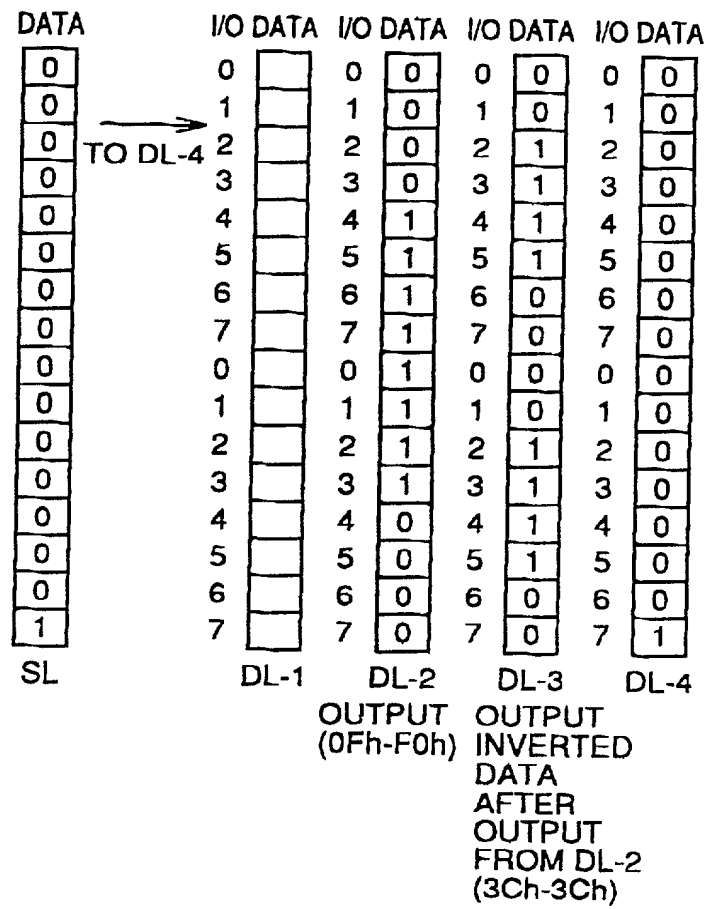 DATA I/O DATA I/O DATA I/O DATA I/O DATA
0 0 0 0 0 0 0 0
0 1 1 0 1 0 1 0
TO DL-4
0 2 2 0 2 1 2 0
0 3 3 0 3 1 3 0
0 4 4 1 4 1 4 0
0 5 5 1 5 1 5 0
0 6 6 1 6 0 6 0
0 7 7 1 7 0 7 0
0 0 0 1 0 0 0 0
0 1 1 1 1 0 1 0
0 2 2 1 2 1 2 0
0 3 3 1 3 1 3 0
0 4 4 0 4 1 4 0
0 5 5 0 5 1 5 0
0 6 6 0 6 0 6 0
1 7 7 0 7 0 7 1
SL DL-1 DL-2 DL-3 DL-4
OUTPUT
(0Fh-F0h)
OUTPUT
INVERTED
DATA
AFTER
OUTPUT
FROM DL-2
(3Ch-3Ch)